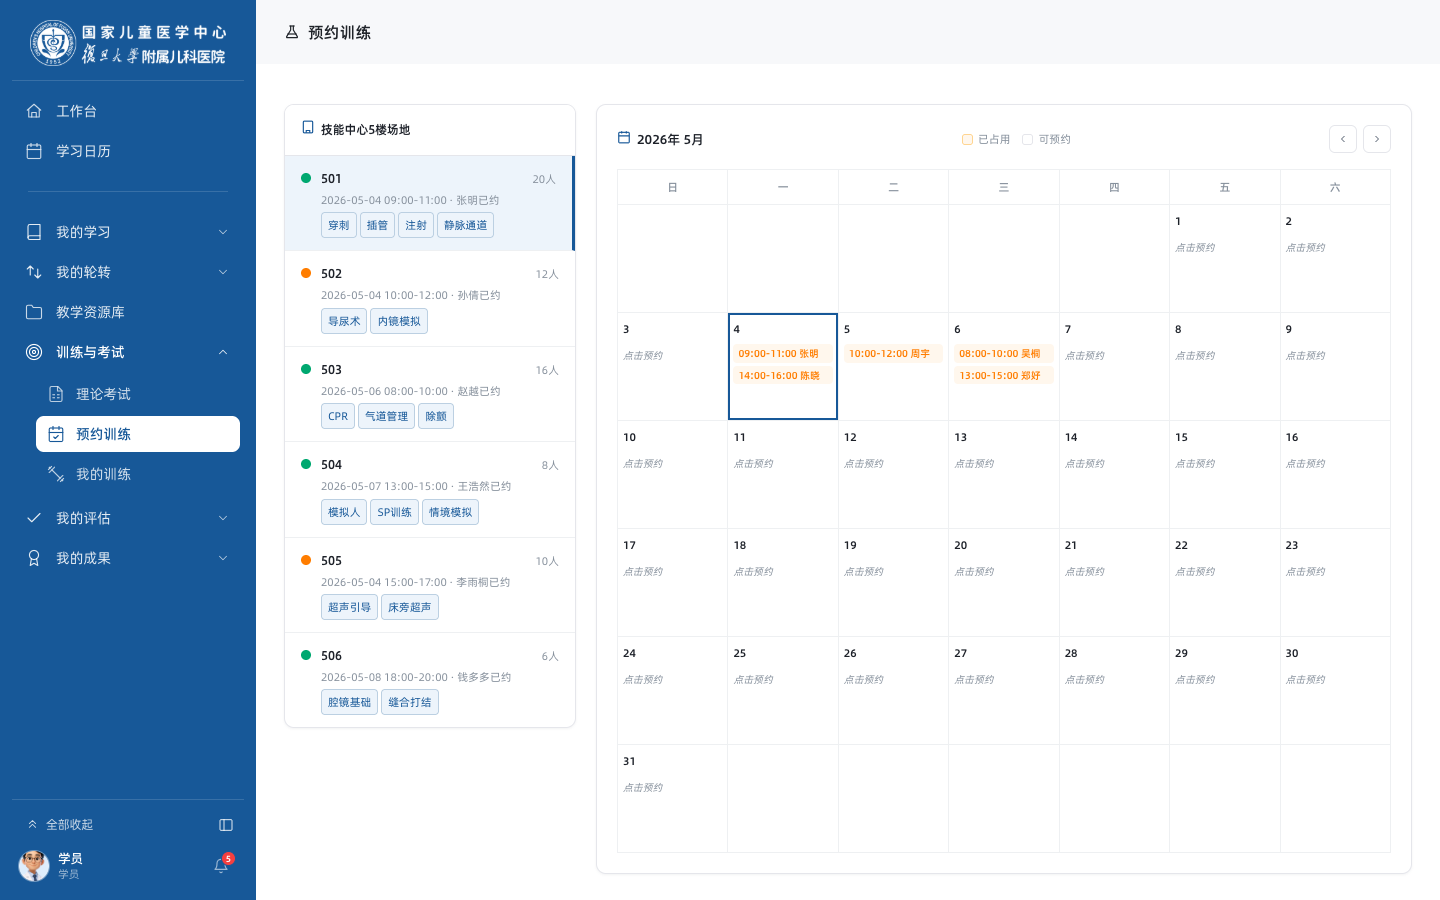 国家儿童医学中心
復旦大学附属儿科医院
工作台
学习日历
我的学习
我的轮转
教学资源库
训练与考试
理论考试
预约训练
我的训练
我的评估
我的成果
全部收起
学员
学员
5
预约训练
技能中心5楼场地
501 20人
2026-05-04 09:00-11:00 · 张明已约
穿刺 插管 注射 静脉通道
502 12人
2026-05-04 10:00-12:00 · 孙倩已约
导尿术 内镜模拟
503 16人
2026-05-06 08:00-10:00 · 赵越已约
CPR 气道管理 除颤
504 8人
2026-05-07 13:00-15:00 · 王浩然已约
模拟人 SP训练 情境模拟
505 10人
2026-05-04 15:00-17:00 · 李雨桐已约
超声引导 床旁超声
506 6人
2026-05-08 18:00-20:00 · 钱多多已约
腔镜基础 缝合打结
2026年 5月 已占用 可预约
日 一 二 三 四 五 六
1 2
点击预约 点击预约
3 4 5 6 7 8 9
点击预约 09:00-11:00 张明 10:00-12:00 周宇 08:00-10:00 吴桐 点击预约 点击预约 点击预约
14:00-16:00 陈晓 13:00-15:00 郑好
10 11 12 13 14 15 16
点击预约 点击预约 点击预约 点击预约 点击预约 点击预约 点击预约
17 18 19 20 21 22 23
点击预约 点击预约 点击预约 点击预约 点击预约 点击预约 点击预约
24 25 26 27 28 29 30
点击预约 点击预约 点击预约 点击预约 点击预约 点击预约 点击预约
31
点击预约